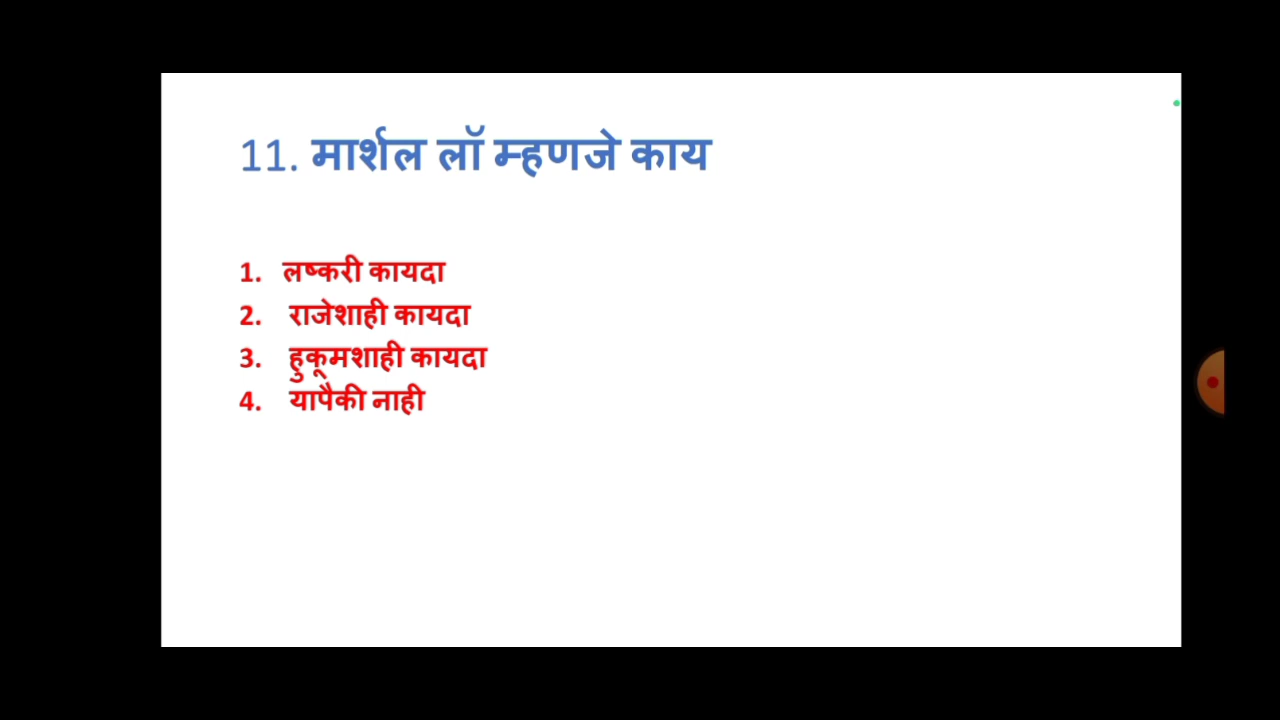 11. मार्शल लॉ म्हणजे काय
1. लष्करी कायदा
2. राजेशाही कायदा
3. हुकूमशाही कायदा
4. यापैकी नाही